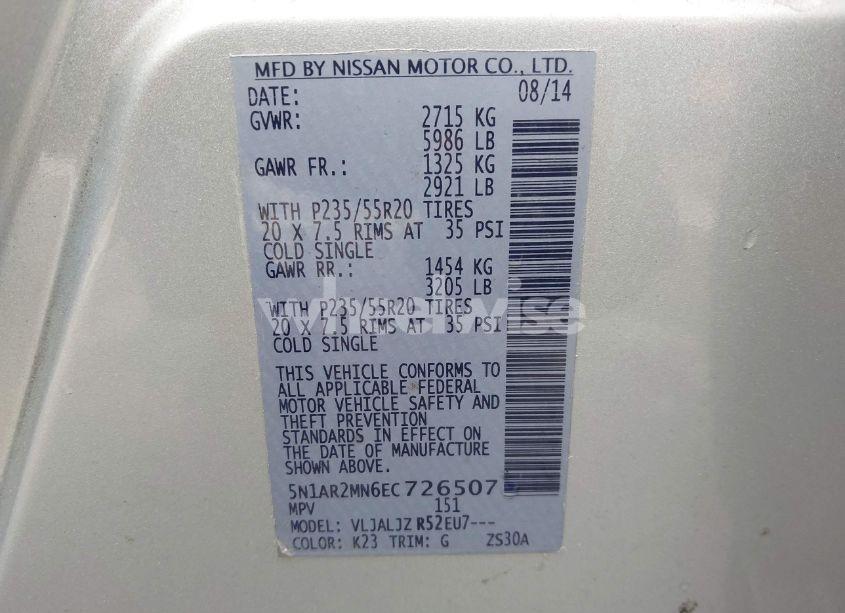 MFD BY NISSAN MOTOR CO., LTD.
DATE: 08/14
GVWR: 2715 KG
5986 LB
GAWR FR.: 1325 KG
2921 LB
WITH P235/55R20 TIRES
20 X 7.5 RIMS AT 35 PSI
COLD SINGLE
GAWR RR.: 1454 KG
3205 LB
WITH P235/55R20 TIRES
20 X 7.5 RIMS AT 35 PSI
COLD SINGLE
THIS VEHICLE CONFORMS TO
ALL APPLICABLE FEDERAL
MOTOR VEHICLE SAFETY AND
THEFT PREVENTION
STANDARDS IN EFFECT ON
THE DATE OF MANUFACTURE
SHOWN ABOVE.
5N1AR2MN6EC726507
MPV 151
MODEL: VLJALJZ R52EU7---
COLOR: K23 TRIM: G ZS30A